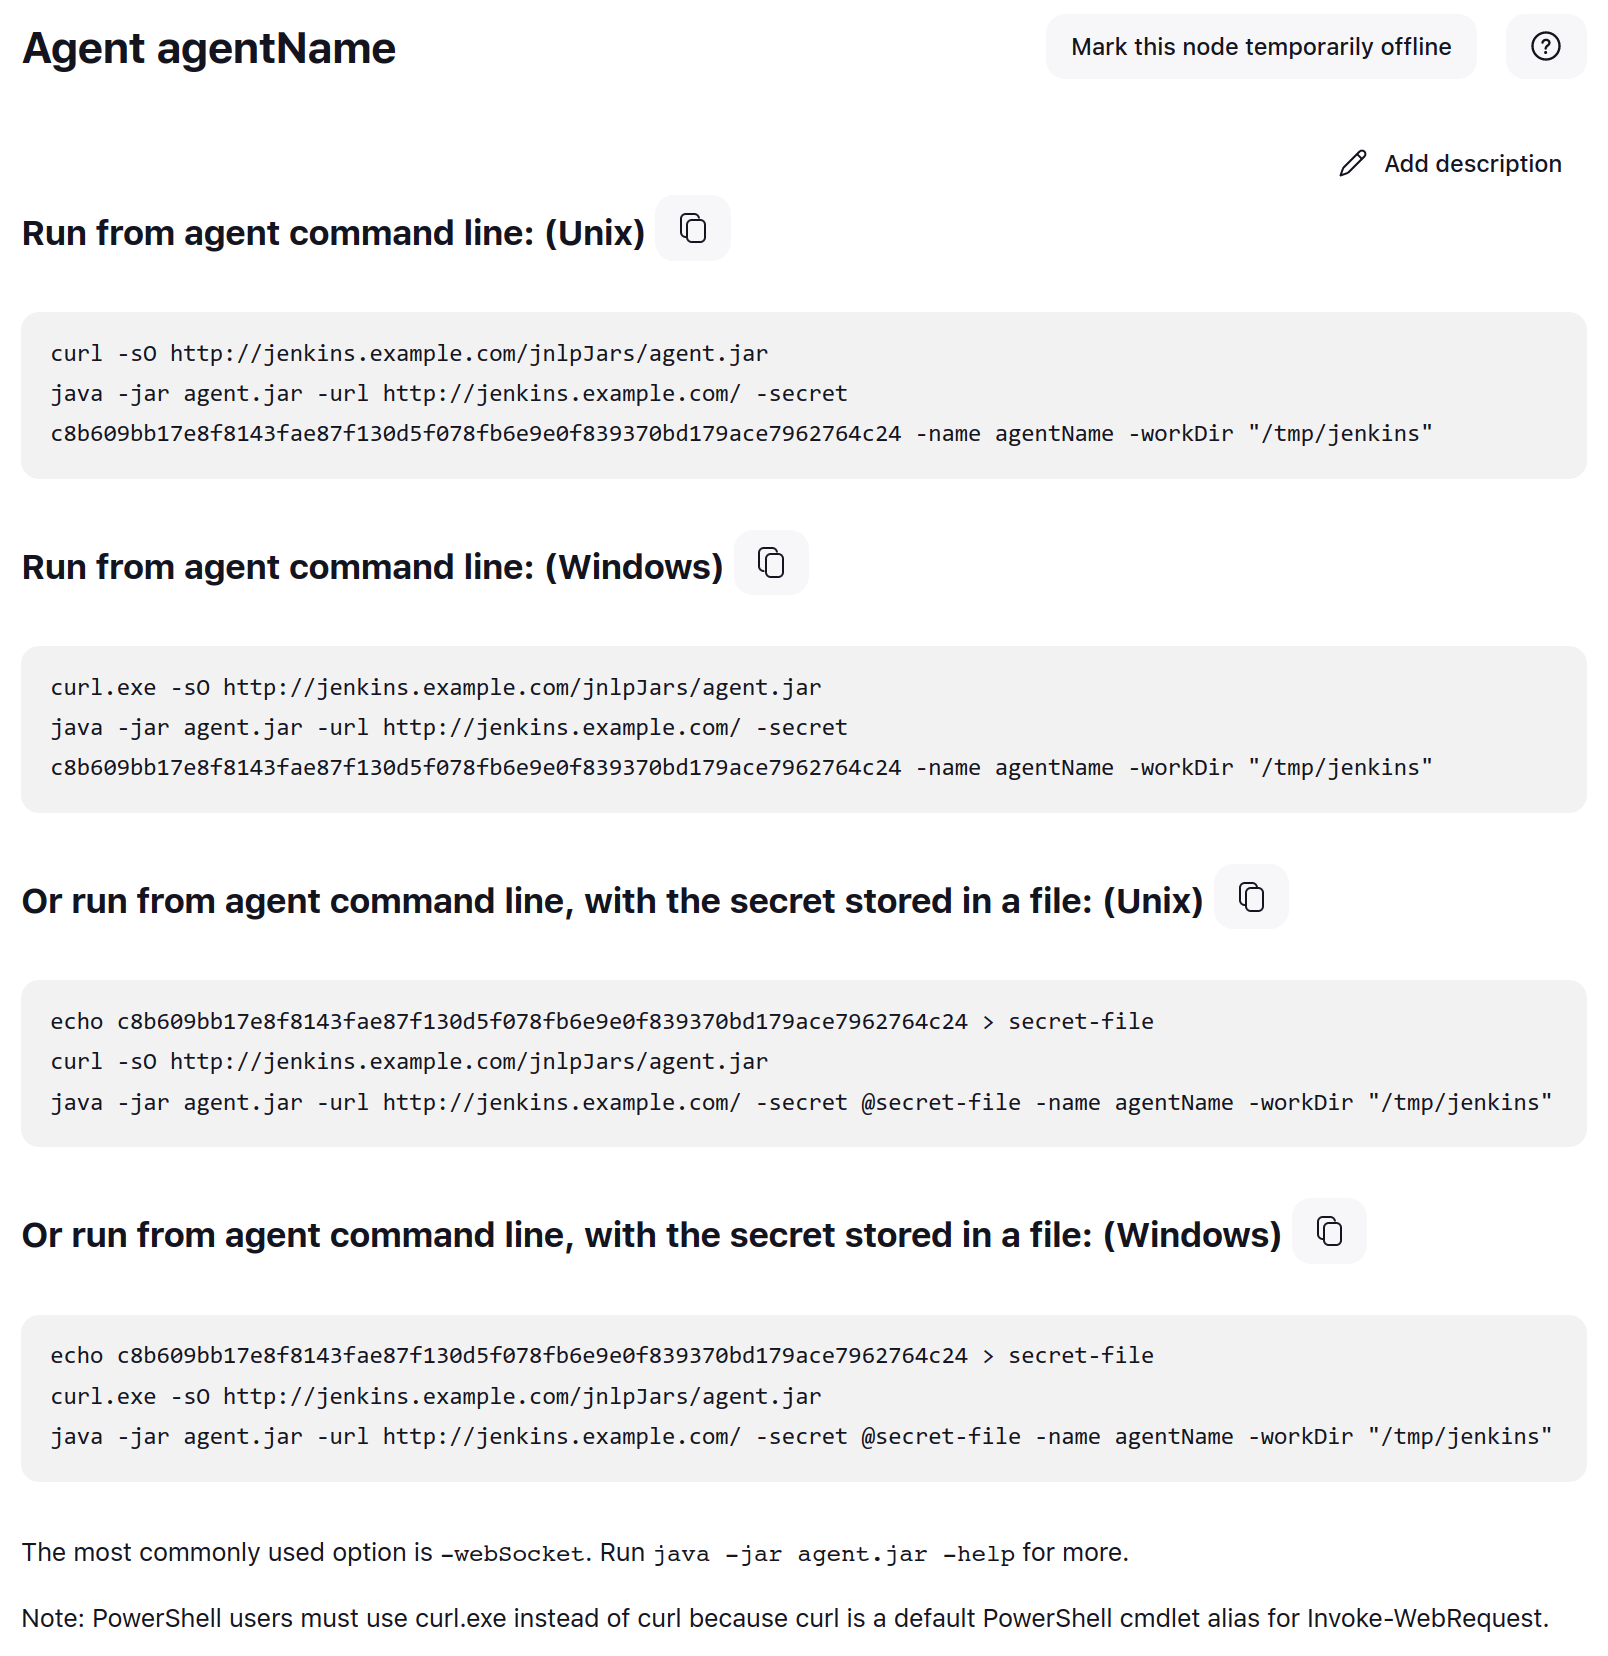 Agent agentName
Mark this node temporarily offline
Add description
Run from agent command line: (Unix)
curl -sO http://jenkins.example.com/jnlpJars/agent.jar
java -jar agent.jar -url http://jenkins.example.com/ -secret
c8b609bb17e8f8143fae87f130d5f078fb6e9e0f839370bd179ace7962764c24 -name agentName -workDir "/tmp/jenkins"
Run from agent command line: (Windows)
curl.exe -sO http://jenkins.example.com/jnlpJars/agent.jar
java -jar agent.jar -url http://jenkins.example.com/ -secret
c8b609bb17e8f8143fae87f130d5f078fb6e9e0f839370bd179ace7962764c24 -name agentName -workDir "/tmp/jenkins"
Or run from agent command line, with the secret stored in a file: (Unix)
echo c8b609bb17e8f8143fae87f130d5f078fb6e9e0f839370bd179ace7962764c24 > secret-file
curl -sO http://jenkins.example.com/jnlpJars/agent.jar
java -jar agent.jar -url http://jenkins.example.com/ -secret @secret-file -name agentName -workDir "/tmp/jenkins"
Or run from agent command line, with the secret stored in a file: (Windows)
echo c8b609bb17e8f8143fae87f130d5f078fb6e9e0f839370bd179ace7962764c24 > secret-file
curl.exe -sO http://jenkins.example.com/jnlpJars/agent.jar
java -jar agent.jar -url http://jenkins.example.com/ -secret @secret-file -name agentName -workDir "/tmp/jenkins"
The most commonly used option is -webSocket. Run java -jar agent.jar -help for more.
Note: PowerShell users must use curl.exe instead of curl because curl is a default PowerShell cmdlet alias for Invoke-WebRequest.